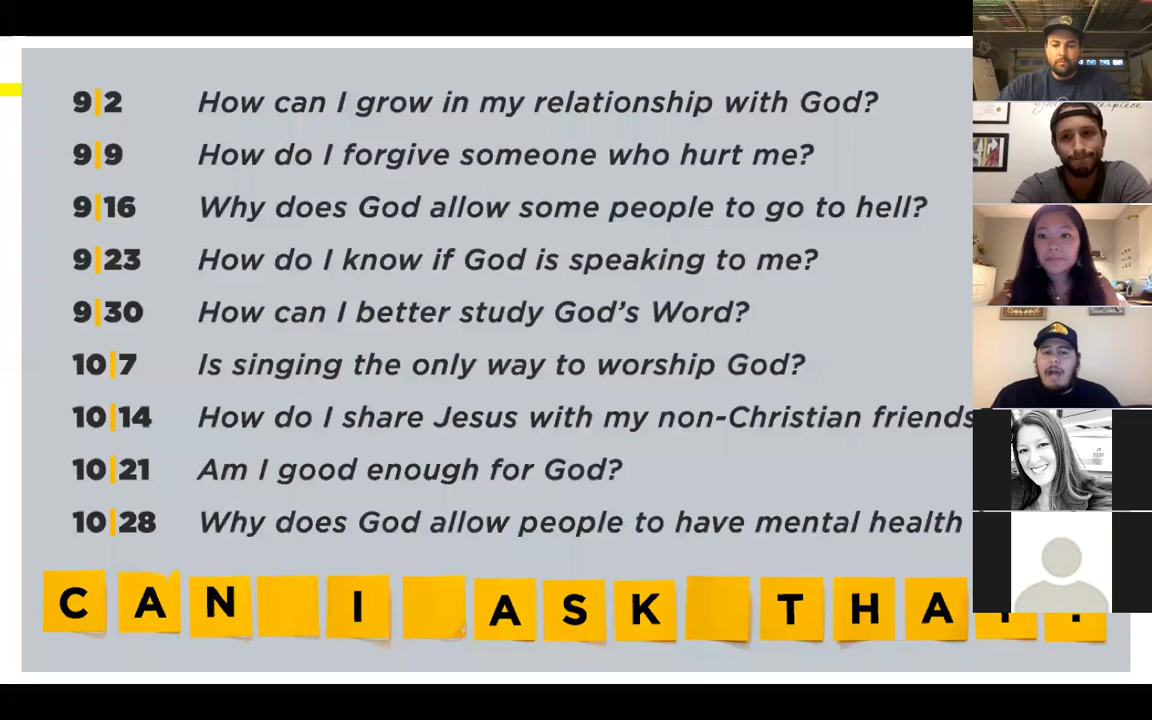 9|2 How can I grow in my relationship with God?
9|9 How do I forgive someone who hurt me?
9|16 Why does God allow some people to go to hell?
9|23 How do I know if God is speaking to me?
9|30 How can I better study God's Word?
10|7 Is singing the only way to worship God?
10|14 How do I share Jesus with my non-Christian friends
10|21 Am I good enough for God?
10|28 Why does God allow people to have mental health
CAN I ASK THAT?